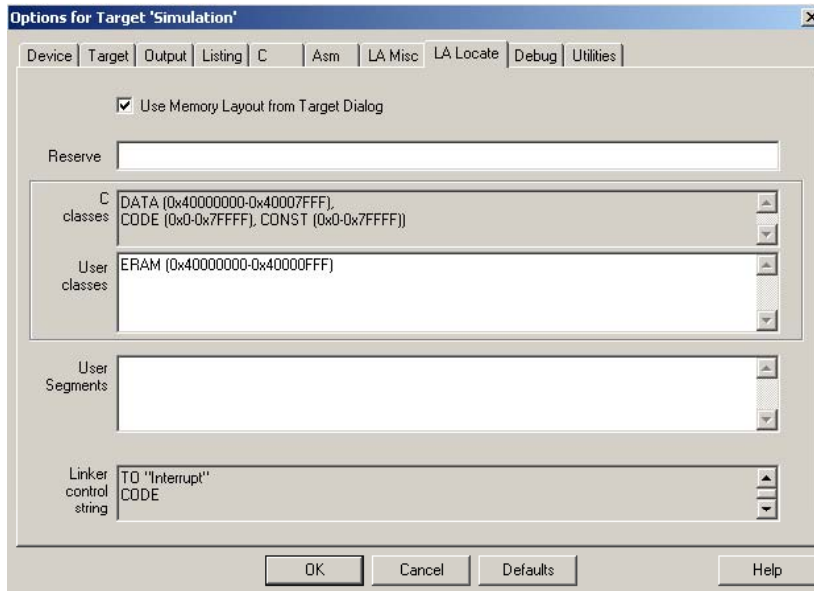 Options for Target 'Simulation'
Device Target Output Listing C Asm LA Misc LA Locate Debug Utilities
Use Memory Layout from Target Dialog
Reserve
C classes
DATA (0x40000000-0x40007FFF),
CODE (0x0-0x7FFFF), CONST (0x0-0x7FFFF))
User classes
ERAM (0x40000000-0x40000FFF)
User Segments
Linker control string
TO "Interrupt"
CODE
OK Cancel Defaults Help